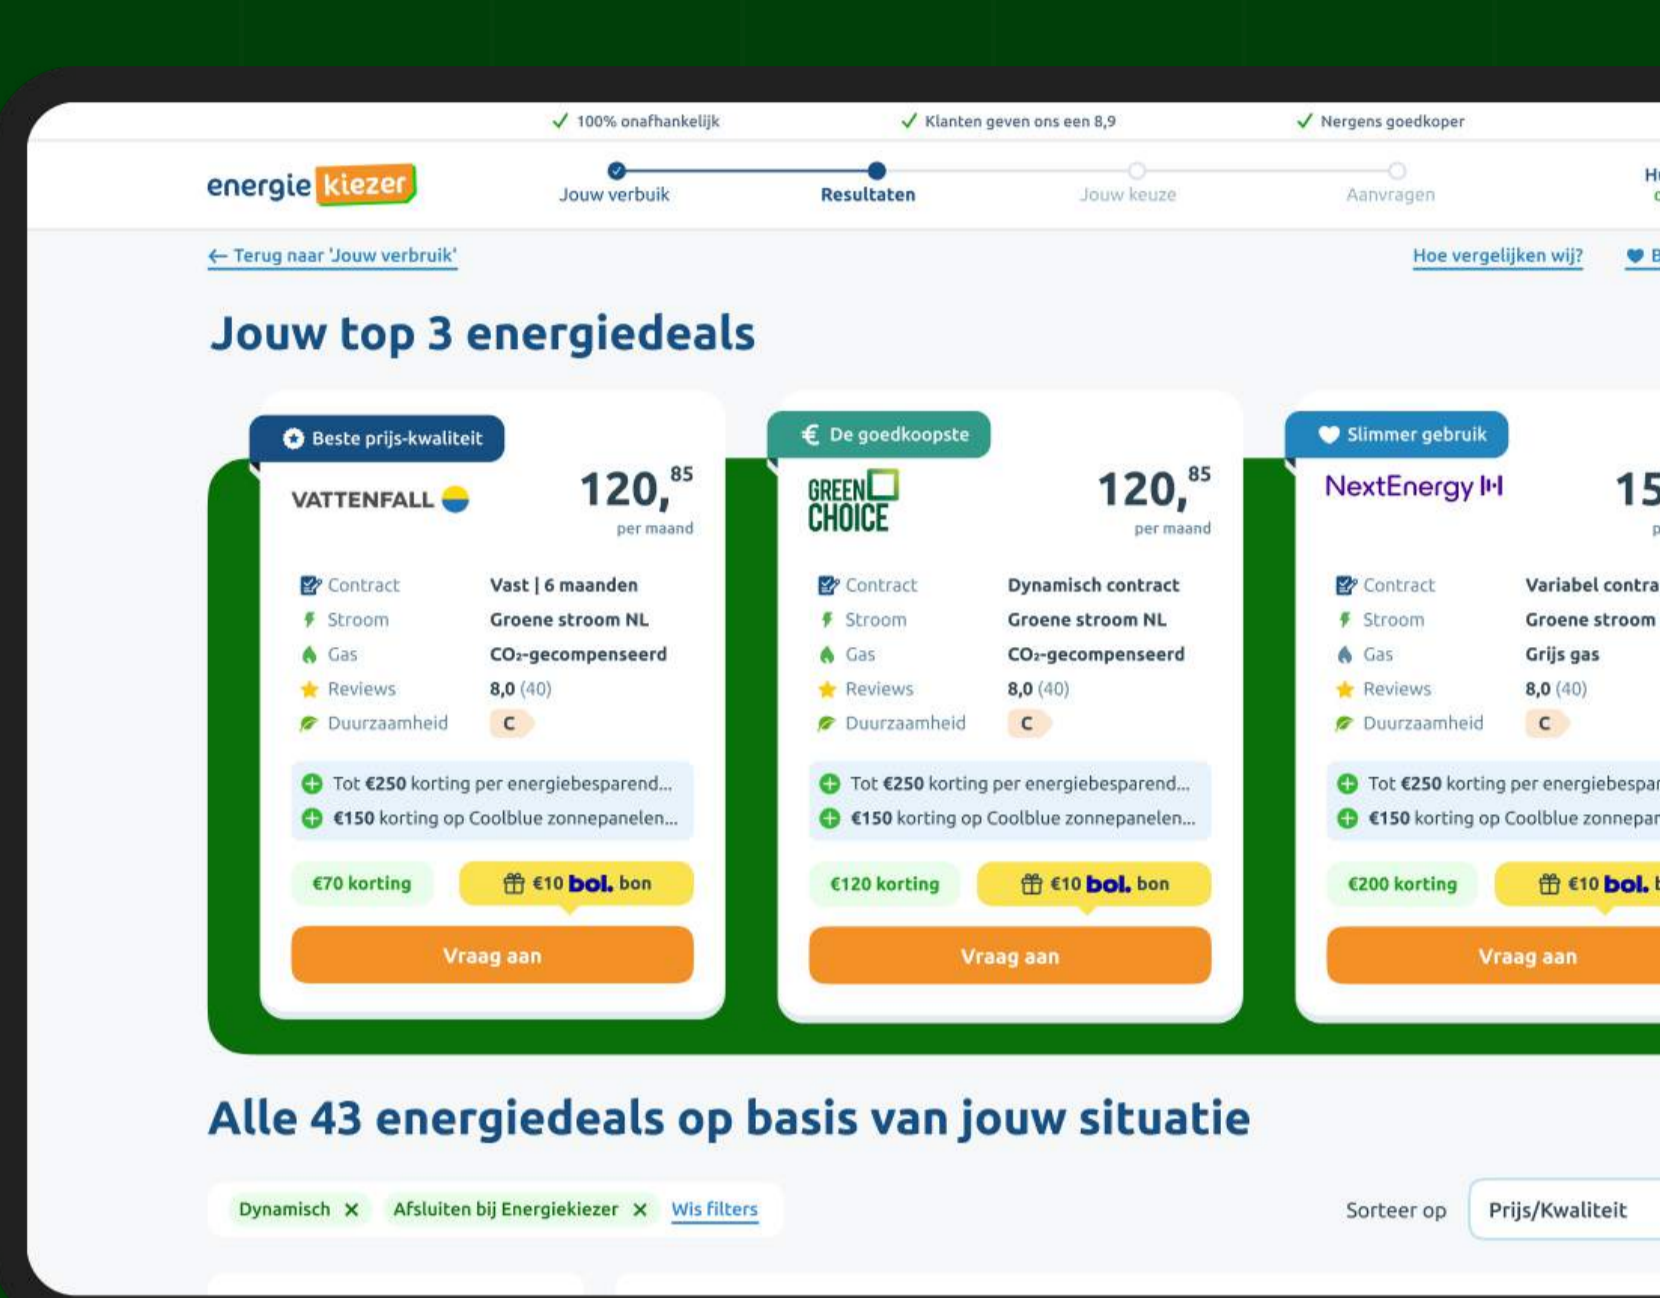 100% onafhankelijk
Klanten geven ons een 8,9
Nergens goedkoper
energie kiezer
Jouw verbuik
Resultaten
Jouw keuze
Aanvragen
← Terug naar 'Jouw verbruik'
Hoe vergelijken wij?
Jouw top 3 energiedeals
Beste prijs-kwaliteit
VATTENFALL
120,85
per maand
Contract Vast | 6 maanden
Stroom Groene stroom NL
Gas CO₂-gecompenseerd
Reviews 8,0 (40)
Duurzaamheid C
Tot €250 korting per energiebesparend...
€150 korting op Coolblue zonnepanelen...
€70 korting
€10 bol. bon
Vraag aan
€ De goedkoopste
GREEN
CHOICE
120,85
per maand
Contract Dynamisch contract
Stroom Groene stroom NL
Gas CO₂-gecompenseerd
Reviews 8,0 (40)
Duurzaamheid C
Tot €250 korting per energiebesparend...
€150 korting op Coolblue zonnepanelen...
€120 korting
€10 bol. bon
Vraag aan
Slimmer gebruik
NextEnergy
15
Contract Variabel contra
Stroom Groene stroom
Gas Grijs gas
Reviews 8,0 (40)
Duurzaamheid C
Tot €250 korting per energiebespar
€150 korting op Coolblue zonnepan
€200 korting
€10 bol.
Vraag aan
Alle 43 energiedeals op basis van jouw situatie
Dynamisch ✕ Afsluiten bij Energiekiezer ✕ Wis filters
Sorteer op Prijs/Kwaliteit